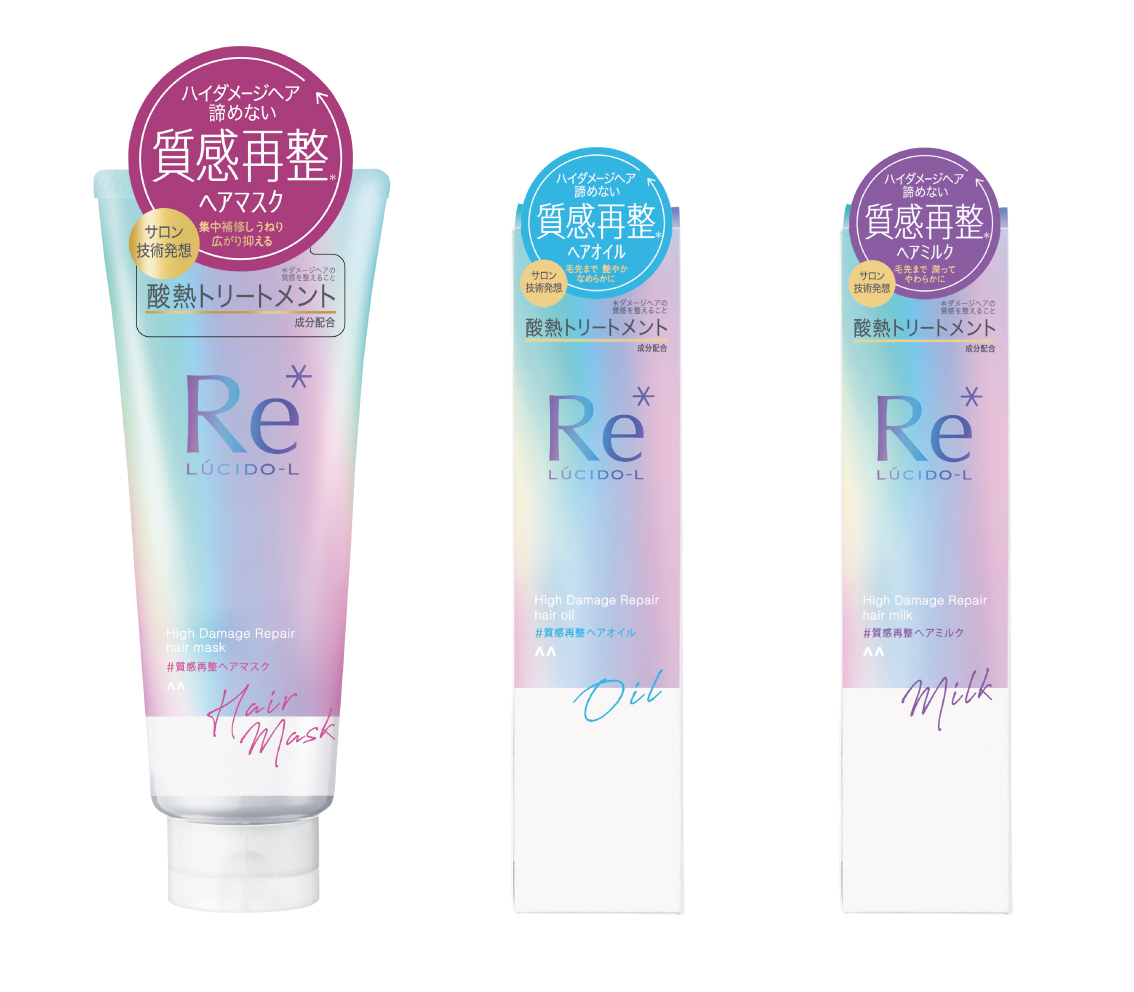 ハイダメージヘア
諦めない
質感再整*
ヘアマスク
集中補修しうねり
広がり抑える
サロン
技術発想
*ダメージヘアの
質感を整えること
酸熱トリートメント
成分配合
Re*
LÚCIDO-L
High Damage Repair
hair mask
#質感再整ヘアマスク
^^
Hair
Mask
ハイダメージヘア
諦めない
質感再整*
ヘアオイル
毛先まで 艶やか
なめらかに
サロン
技術発想
*ダメージヘアの
質感を整えること
酸熱トリートメント
成分配合
Re*
LÚCIDO-L
High Damage Repair
hair oil
#質感再整ヘアオイル
^^
Oil
ハイダメージヘア
諦めない
質感再整*
ヘアミルク
毛先まで 潤って
やわらかに
サロン
技術発想
*ダメージヘアの
質感を整えること
酸熱トリートメント
成分配合
Re*
LÚCIDO-L
High Damage Repair
hair milk
#質感再整ヘアミルク
^^
Milk